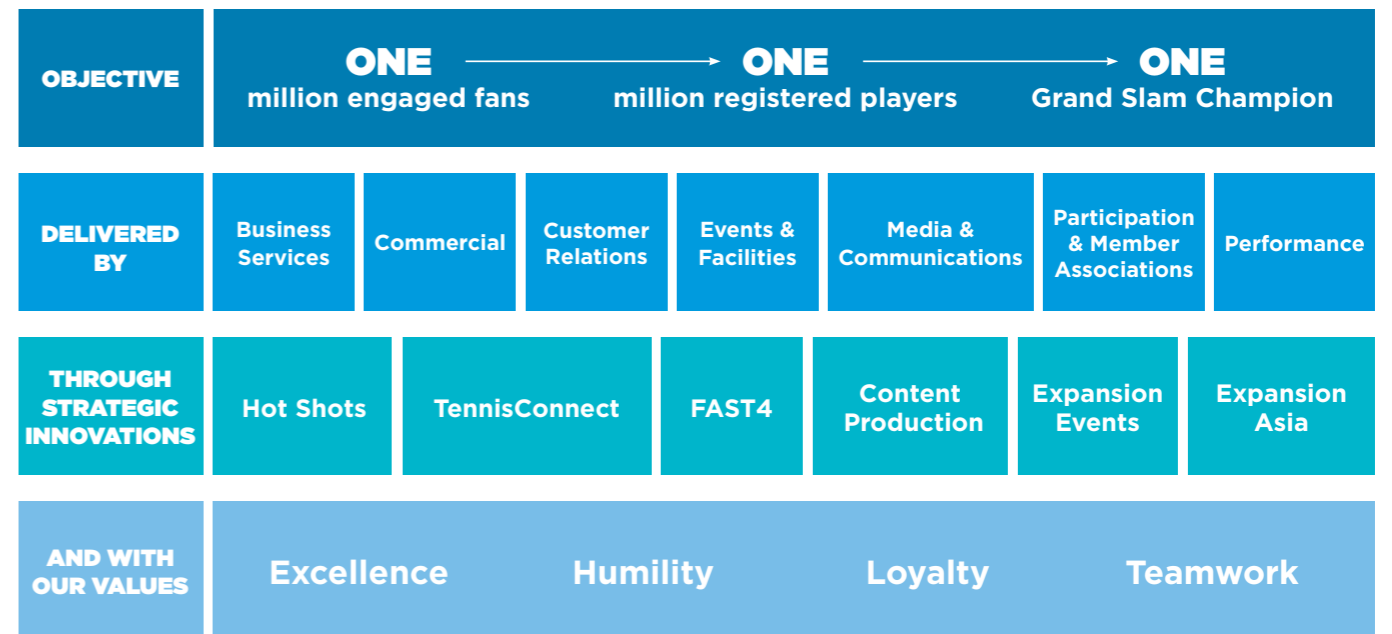 OBJECTIVE
ONE
million engaged fans
ONE
million registered players
ONE
Grand Slam Champion
DELIVERED
BY
Business
Services
Commercial
Customer
Relations
Events &
Facilities
Media &
Communications
Participation
& Member
Associations
Performance
THROUGH
STRATEGIC
INNOVATIONS
Hot Shots
TennisConnect
FAST4
Content
Production
Expansion
Events
Expansion
Asia
AND WITH
OUR VALUES
Excellence
Humility
Loyalty
Teamwork